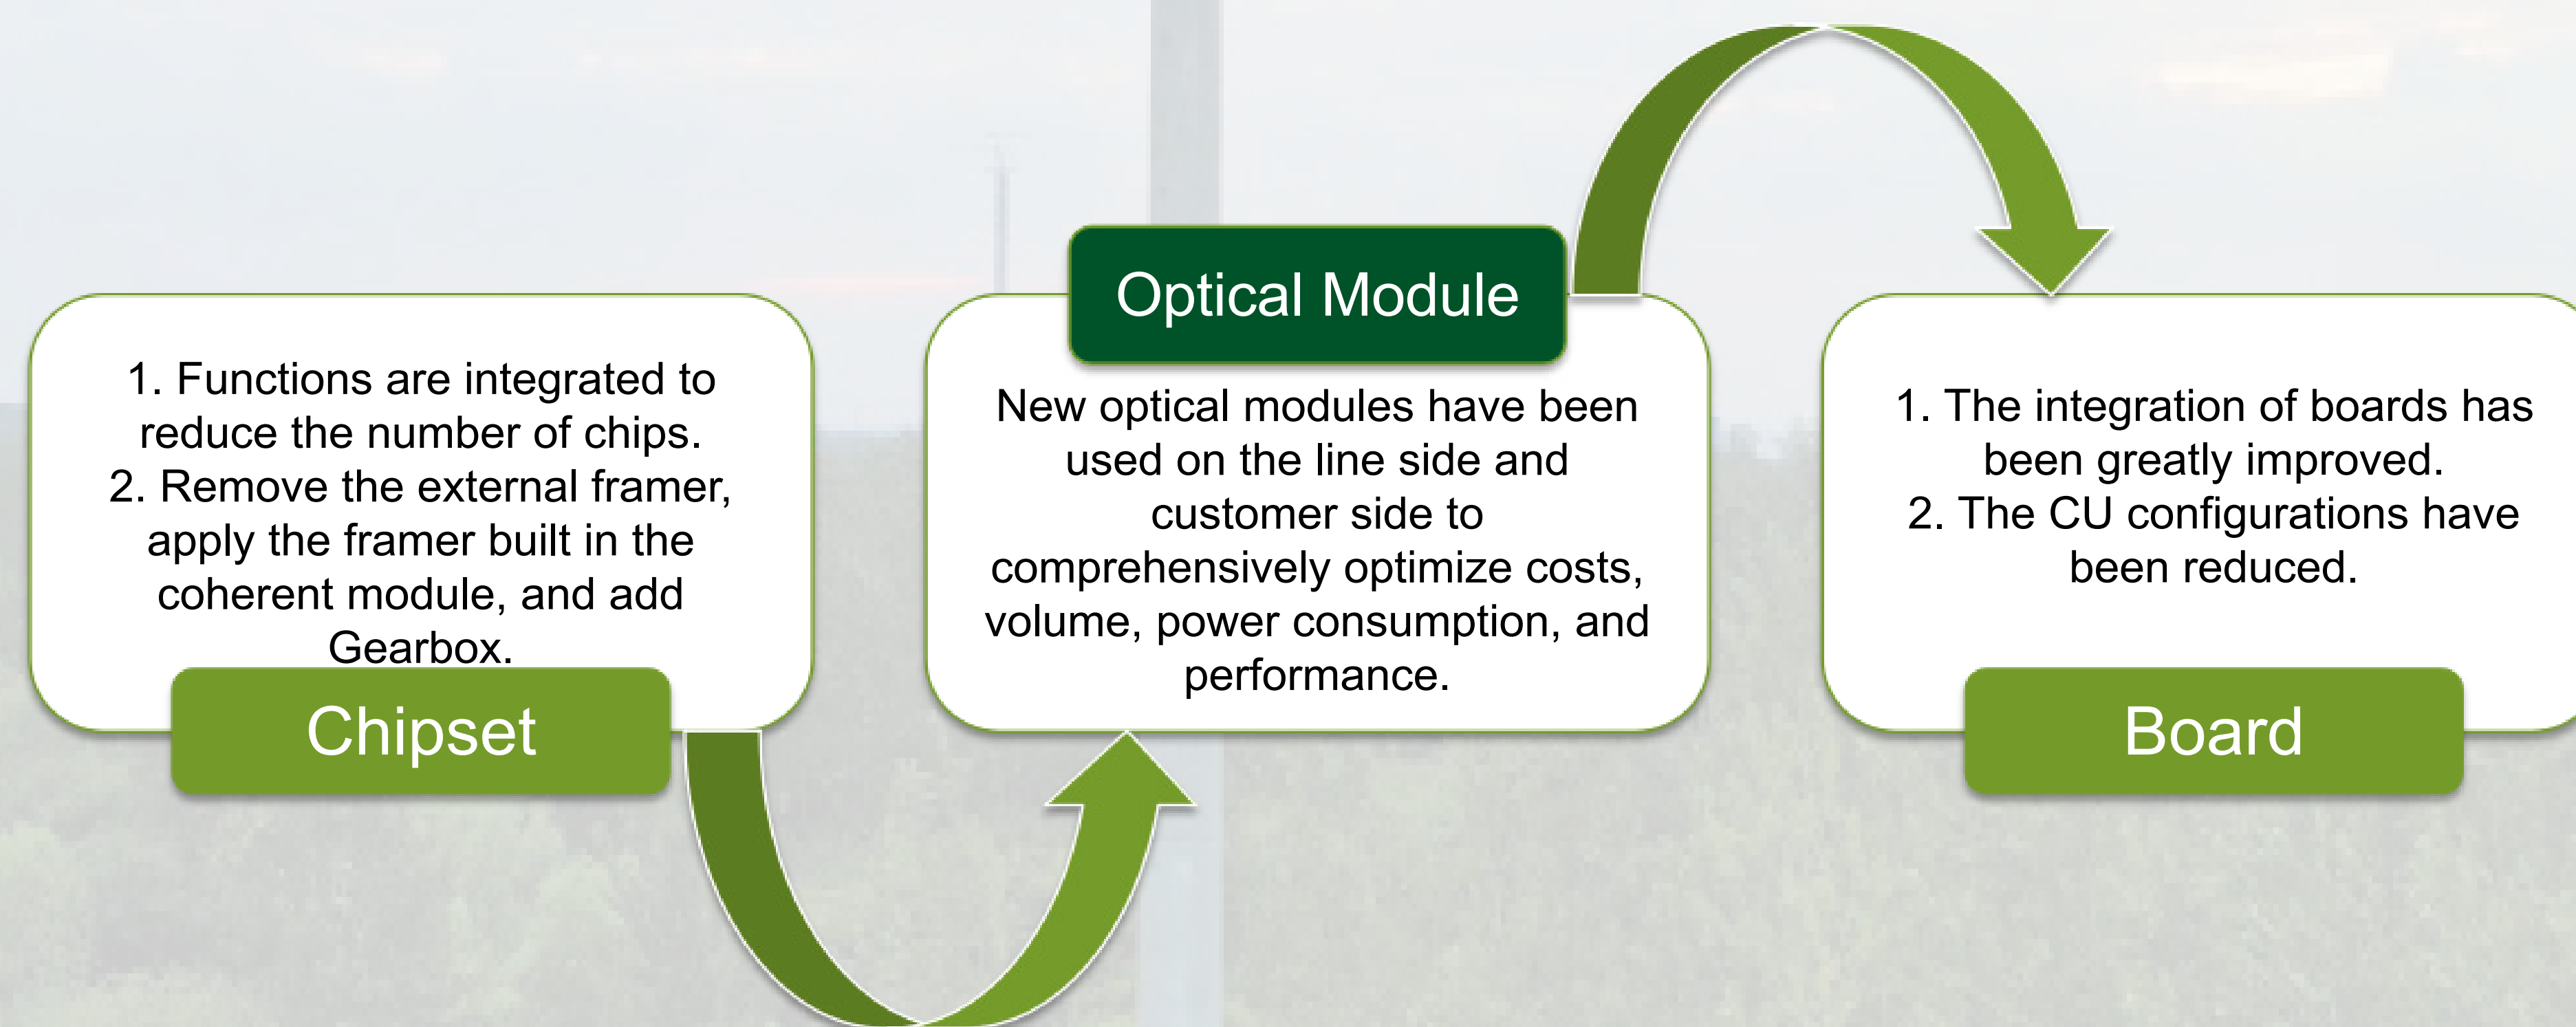 1. Functions are integrated to
reduce the number of chips.
2. Remove the external framer,
apply the framer built in the
coherent module, and add
Gearbox.
Chipset
Optical Module
New optical modules have been
used on the line side and
customer side to
comprehensively optimize costs,
volume, power consumption, and
performance.
1. The integration of boards has
been greatly improved.
2. The CU configurations have
been reduced.
Board